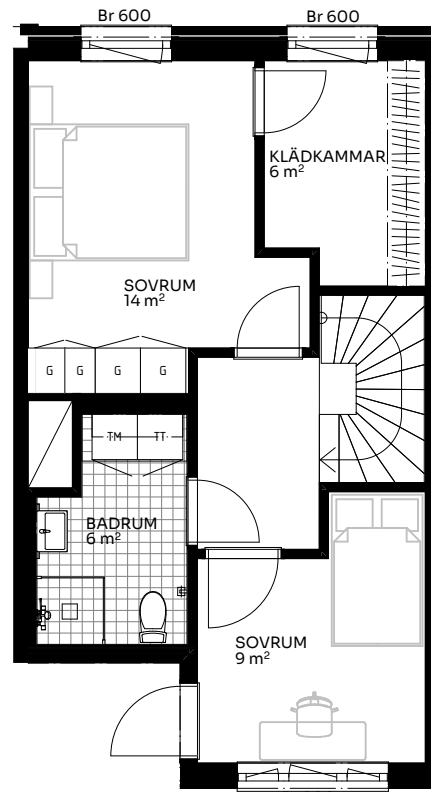 Br 600
Br 600
KLÄDKAMMAR
6 m²
SOVRUM
14 m²
G
G
G
G
TM
TT
BADRUM
6 m²
SOVRUM
9 m²